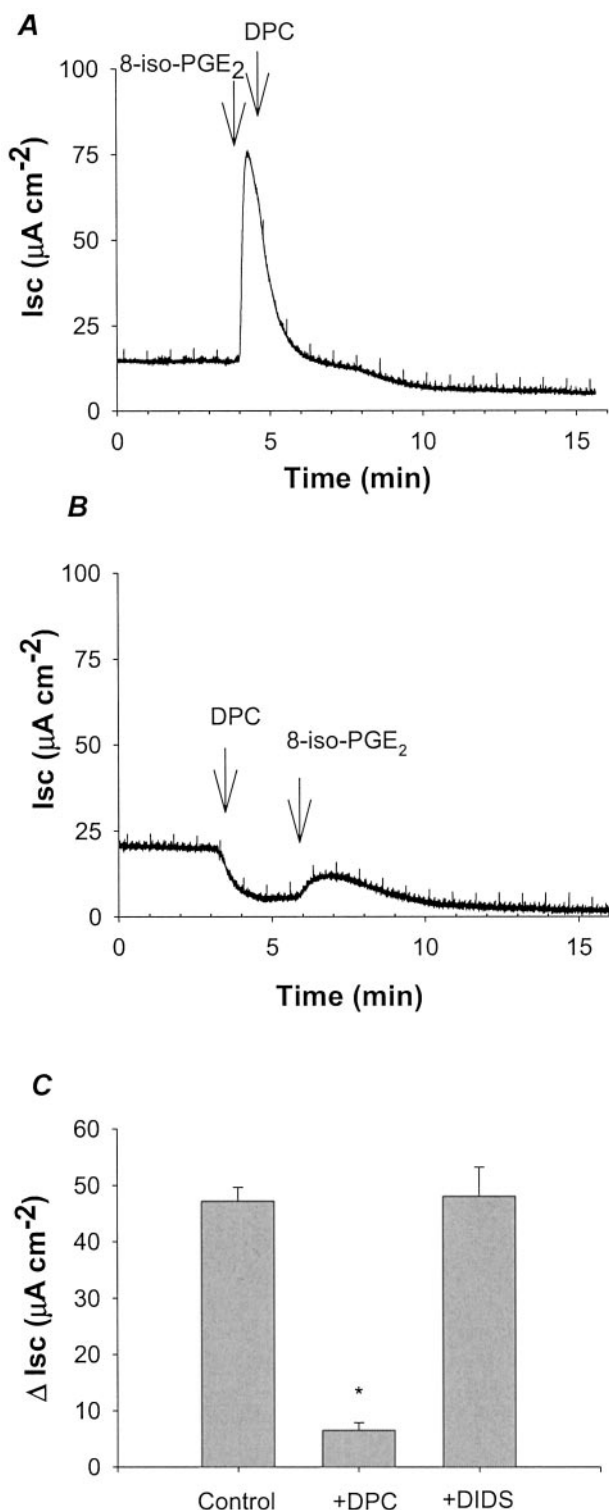 A
DPC
8-iso-PGE2
100
75
50
25
0
Isc (μA cm-2)
0 5 10 15
Time (min)
B
100
75
50
25
0
Isc (μA cm-2)
DPC
8-iso-PGE2
0 5 10 15
Time (min)
C
60
50
40
30
20
10
0
Δ Isc (μA cm-2)
*
Control +DPC +DIDS